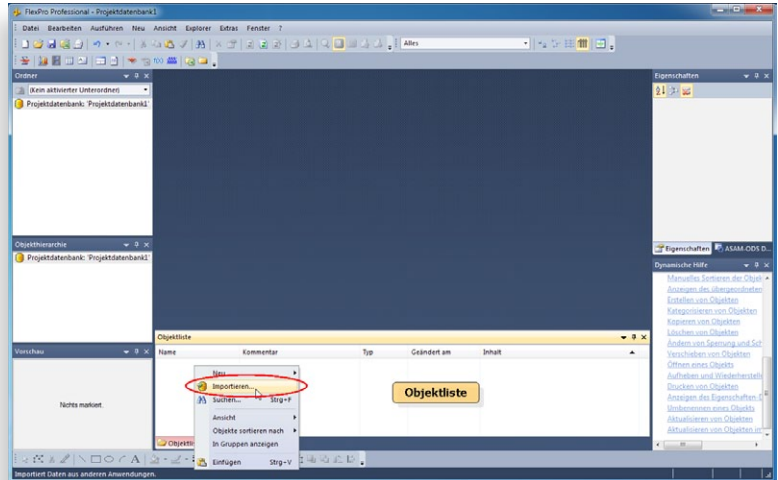 FlexPro Professional - Projektdatenbank1
Datei Bearbeiten Ausführen Neu Ansicht Explorer Extras Fenster ?
Alles
Ordner
(Kein aktivierter Unterordner)
Projektdatenbank: 'Projektdatenbank1'
Objekthierarchie
Projektdatenbank: 'Projektdatenbank1'
Vorschau
Nichts markiert.
Objektliste
Name Kommentar Typ Geändert am Inhalt
Neu
Importieren...
Suchen... Strg+F
Ansicht
Objekte sortieren nach
In Gruppen anzeigen
Einfügen Strg+V
Objektliste
Eigenschaften
Eigenschaften ASAM-ODS D...
Dynamische Hilfe
Manuelles Sortieren der Objek
Anzeigen des übergeordneten
Erstellen von Objekten
Kategorisieren von Objekten
Kopieren von Objekten
Löschen von Objekten
Ändern von Sperrung und Sch
Verschieben von Objekten
Öffnen eines Objekts
Aufheben und Wiederherstell
Drucken von Objekten
Anzeigen des Eigenschaften-D
Umbenennen eines Objekts
Aktualisieren von Objekten
Aktualisieren von Objekten im
Importiert Daten aus anderen Anwendungen.